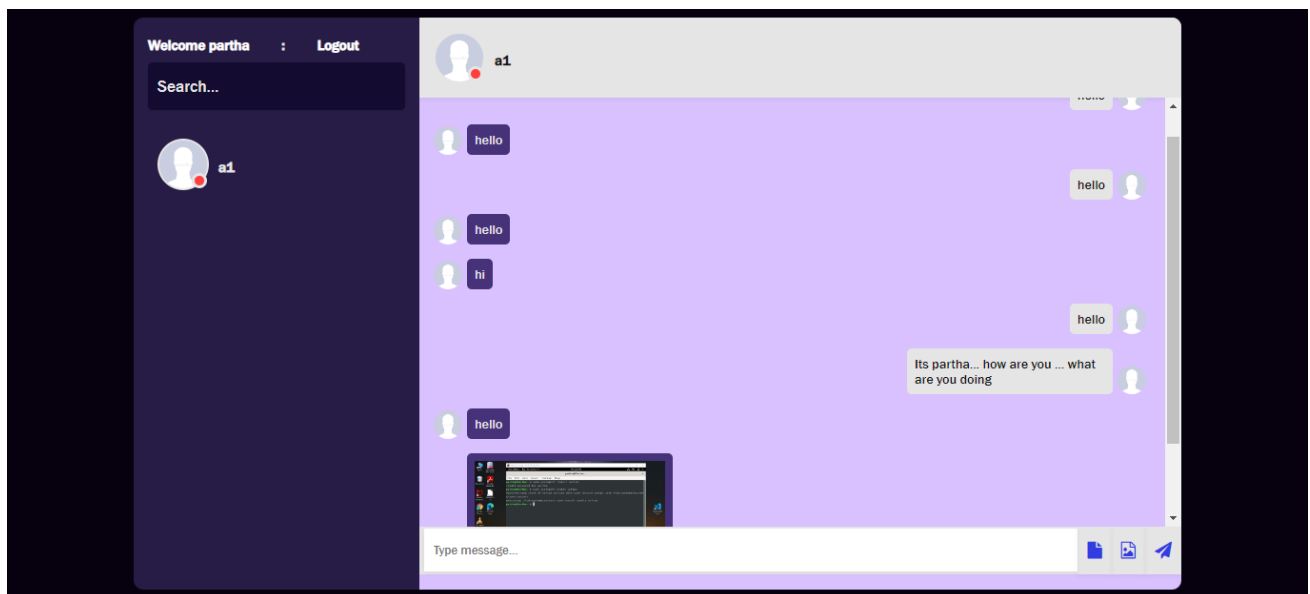 Welcome partha : Logout
Search...
a1
a1
hello
hello
hello
hi
hello
Its partha... how are you ... what
are you doing
hello
Type message...